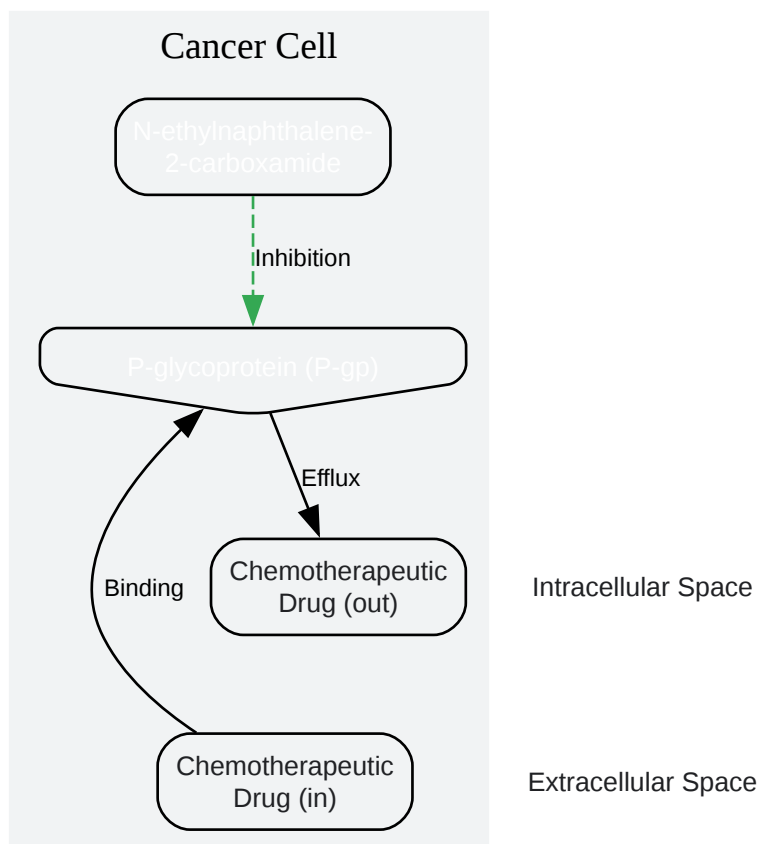 Cancer Cell
N-ethylnaphthalene-
2-carboxamide
Inhibition
P-glycoprotein (P-gp)
Efflux
Chemotherapeutic
Drug (out)
Intracellular Space
Binding
Chemotherapeutic
Drug (in)
Extracellular Space